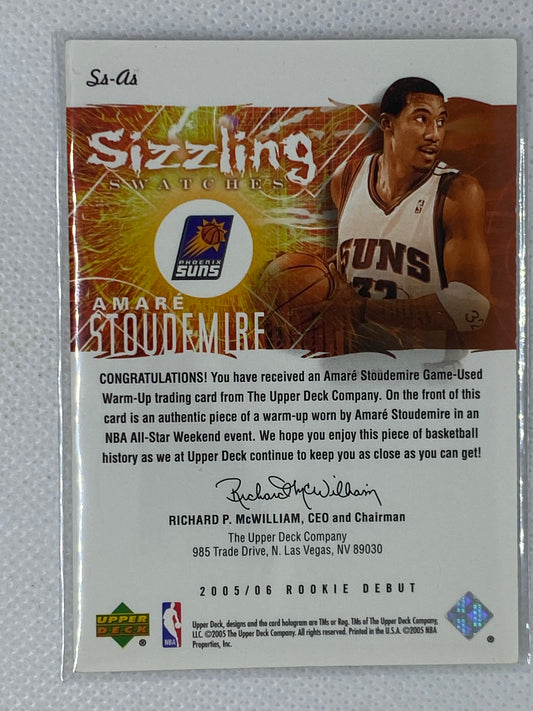 Ss-As
Sizzling
SWATCHES
PHOENIX
SUNS
SUNS
32
32
AMARÉ
STOUDEMIRE
CONGRATULATIONS! You have received an Amaré Stoudemire Game-Used
Warm-Up trading card from The Upper Deck Company. On the front of this
card is an authentic piece of a warm-up worn by Amaré Stoudemire in an
NBA All-Star Weekend event. We hope you enjoy this piece of basketball
history as we at Upper Deck continue to keep you as close as you can get!
Richard P. McWilliam
RICHARD P. McWILLIAM, CEO and Chairman
The Upper Deck Company
985 Trade Drive, N. Las Vegas, NV 89030
2005/06 ROOKIE DEBUT
UPPER
DECK
®
NBA
®
Upper Deck, designs and the card hologram are TMs or Reg. TMs of The Upper Deck Company,
LLC. ©2005 The Upper Deck Company. All rights reserved. Printed in the U.S.A. ©2005 NBA
Properties, Inc.